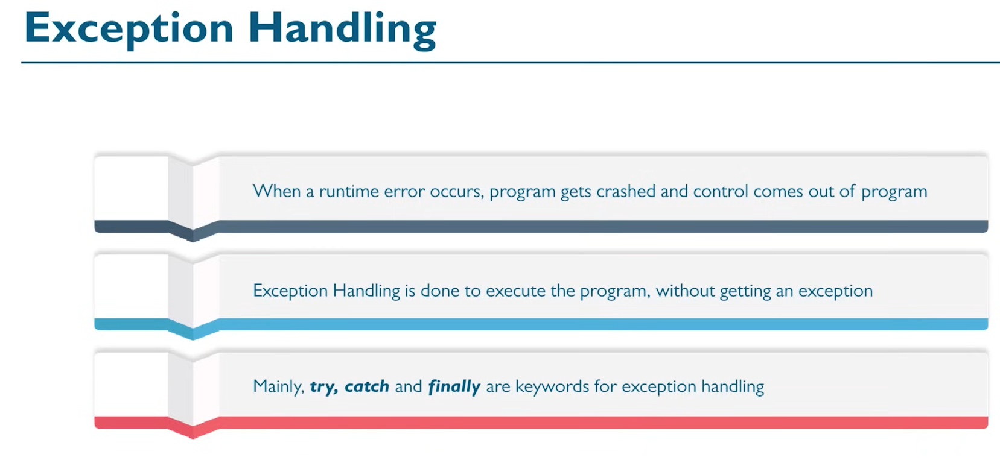 Exception Handling
When a runtime error occurs, program gets crashed and control comes out of program
Exception Handling is done to execute the program, without getting an exception
Mainly, try, catch and finally are keywords for exception handling